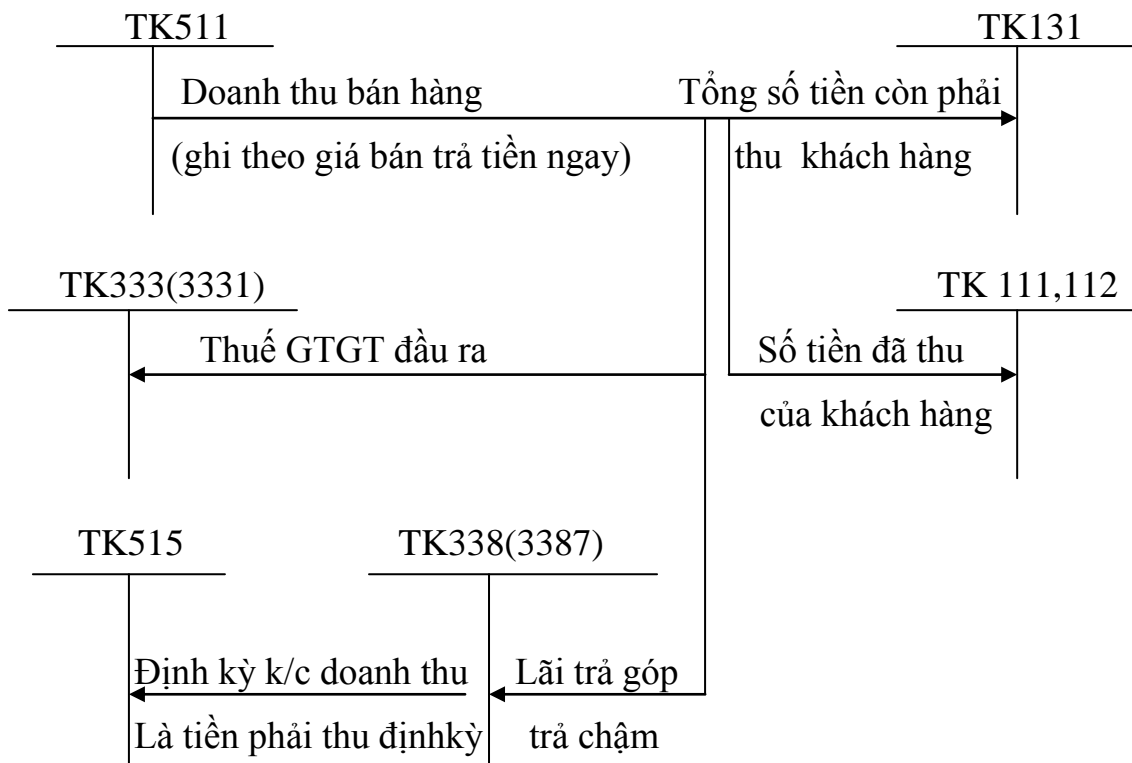 TK511 TK131
Doanh thu bán hàng Tổng số tiền còn phải
(ghi theo giá bán trả tiền ngay) thu khách hàng
TK333(3331) TK 111,112
Thuế GTGT đầu ra Số tiền đã thu
của khách hàng
TK515 TK338(3387)
Định kỳ k/c doanh thu Lãi trả góp
Là tiền phải thu địnhkỳ trả chậm